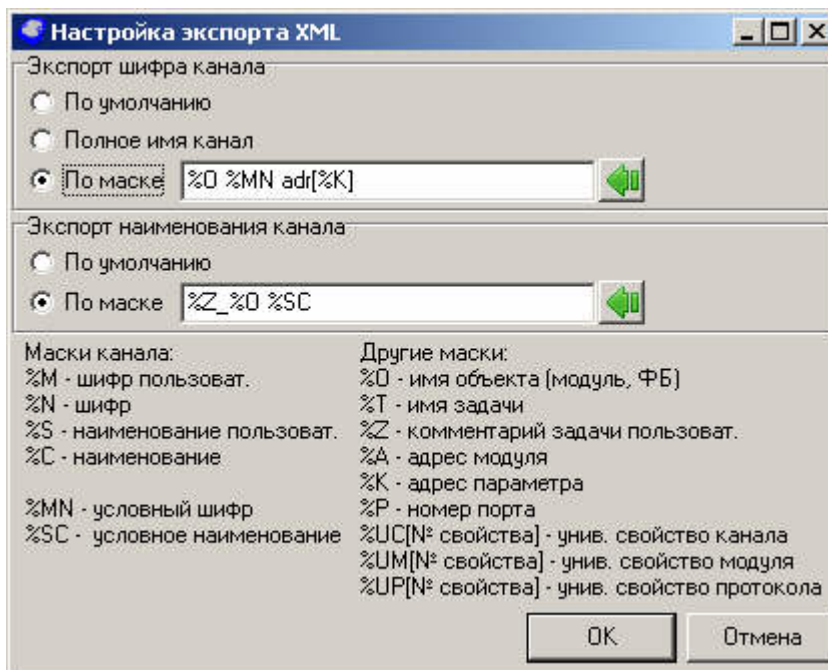 Настройка экспорта XML
Экспорт шифра канала
По умолчанию
Полное имя канал
По маске %O %MN adr[%K]
Экспорт наименования канала
По умолчанию
По маске %Z_%O %SC
Маски канала:
%M - шифр пользоват.
%N - шифр
%S - наименование пользоват.
%C - наименование
%MN - условный шифр
%SC - условное наименование
Другие маски:
%O - имя объекта (модуль, ФБ)
%T - имя задачи
%Z - комментарий задачи пользоват.
%A - адрес модуля
%K - адрес параметра
%P - номер порта
%UC[№ свойства] - унив. свойство канала
%UM[№ свойства] - унив. свойство модуля
%UP[№ свойства] - унив. свойство протокола
OK Отмена